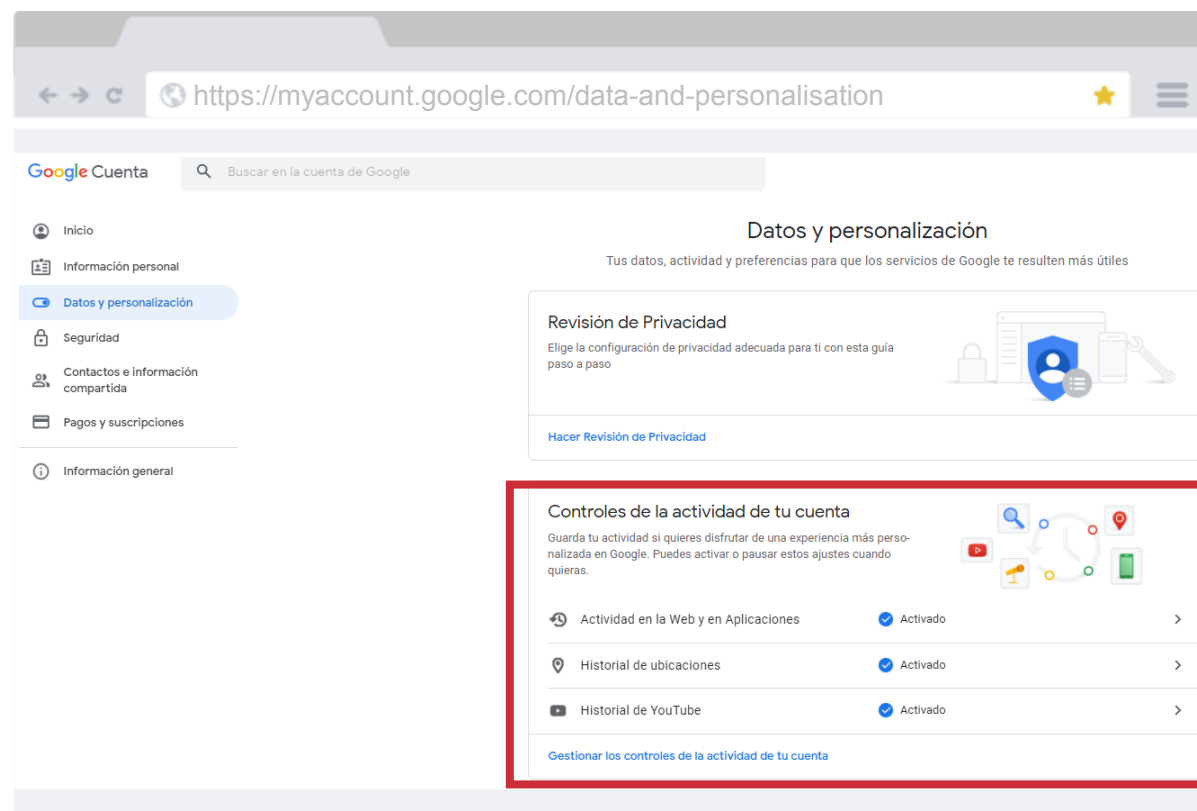 https://myaccount.google.com/data-and-personalisation
Google Cuenta
Buscar en la cuenta de Google
Inicio
Información personal
Datos y personalización
Seguridad
Contactos e información
compartida
Pagos y suscripciones
Información general
Datos y personalización
Tus datos, actividad y preferencias para que los servicios de Google te resulten más útiles
Revisión de Privacidad
Elige la configuración de privacidad adecuada para ti con esta guía
paso a paso
Hacer Revisión de Privacidad
Controles de la actividad de tu cuenta
Guarda tu actividad si quieres disfrutar de una experiencia más perso-
nalizada en Google. Puedes activar o pausar estos ajustes cuando
quieras.
Actividad en la Web y en Aplicaciones Activado
Historial de ubicaciones Activado
Historial de YouTube Activado
Gestionar los controles de la actividad de tu cuenta